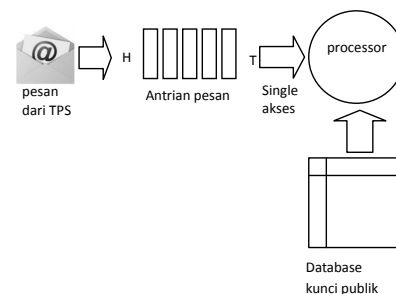 @
pesan
dari TPS
H
Antrian pesan
T
Single
akses
processor
Database
kunci publik